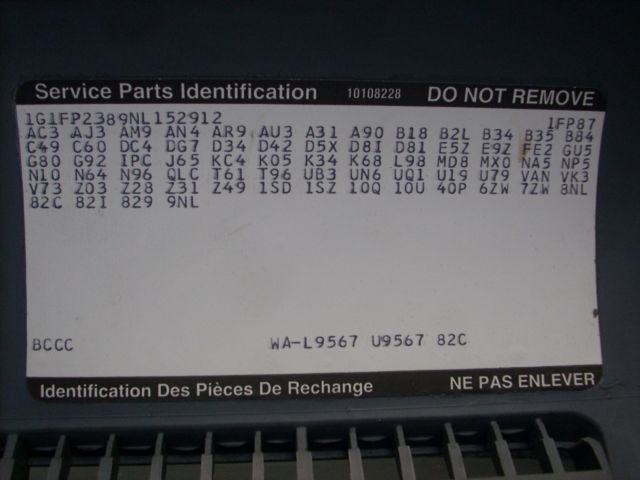 Service Parts Identification 10108228 DO NOT REMOVE
1G1FP2389NL152912 1FP87
AC3 AJ3 AM9 AN4 AR9 AU3 A31 A90 B18 B2L B34 B35 B84
C49 C60 DC4 DG7 D34 D42 D5X D8I D81 E5Z E9Z FE2 GU5
G80 G92 IPC J65 KC4 K05 K34 K68 L98 MD8 MX0 NA5 NP5
N10 N64 N96 QLC T61 T96 UB3 UN6 UQ1 U19 U79 VAN VK3
V73 Z03 Z28 Z31 Z49 1SD 1SZ 10Q 10U 40P 6ZW 7ZW 8NL
82C 82I 829 9NL
BCCC WA-L9567 U9567 82C
Identification Des Pièces De Rechange NE PAS ENLEVER